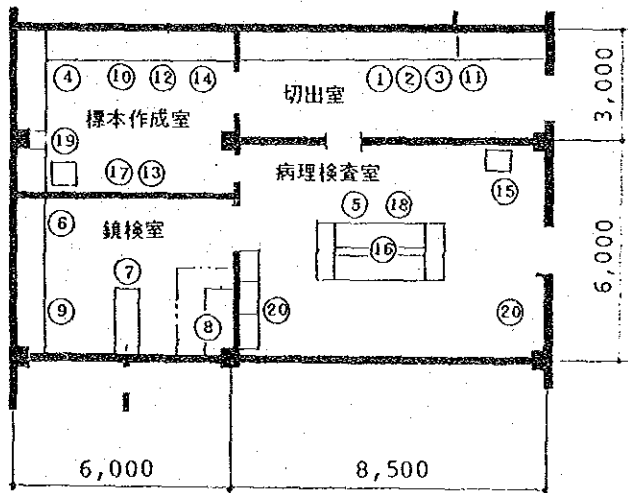 ④ ⑩ ⑫ ⑭ ① ② ③ ⑪
切出室
標本作成室
⑲
⑰ ⑬
病理検査室
⑮
⑥ ⑤ ⑱
鏡検室
⑯
⑦
⑨ ⑧ ⑳ ⑳
3,000
6,000
6,000 8,500